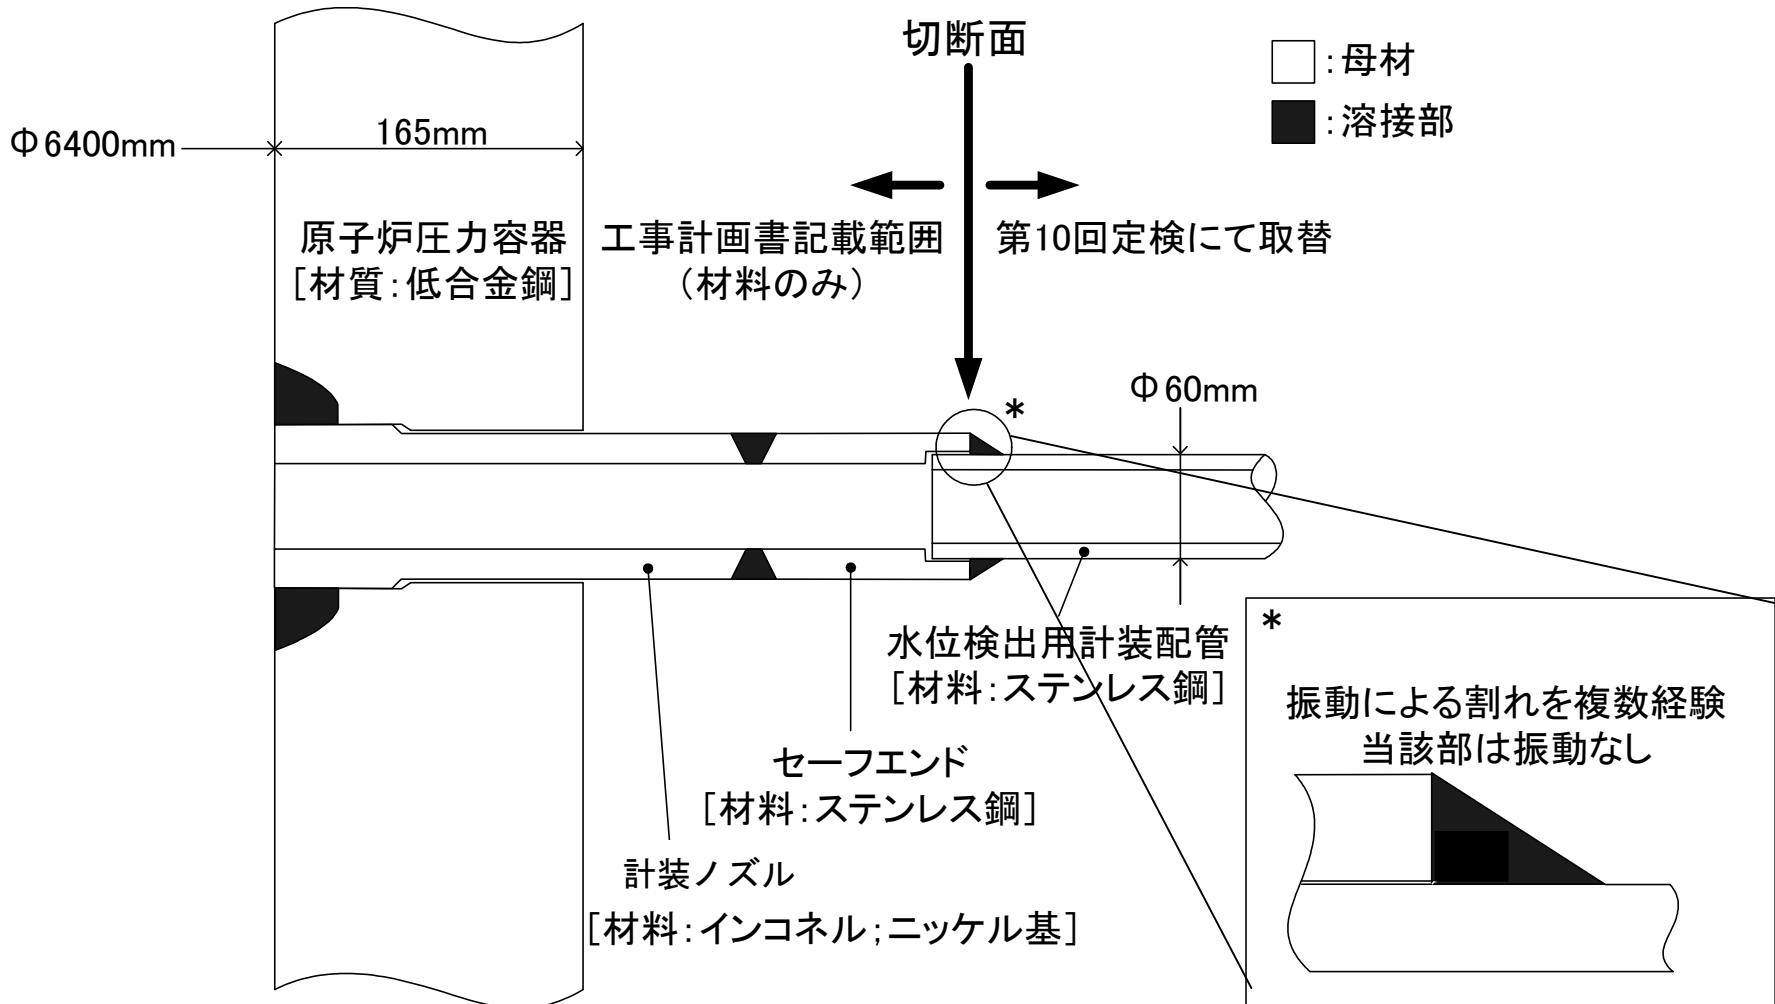 切断面
:母材
:溶接部
Φ6400mm
165mm
原子炉圧力容器
[材質:低合金鋼]
工事計画書記載範囲
(材料のみ)
第10回定検にて取替
*
Φ60mm
水位検出用計装配管
[材料:ステンレス鋼]
セーフエンド
[材料:ステンレス鋼]
計装ノズル
[材料:インコネル;ニッケル基]
*
振動による割れを複数経験
当該部は振動なし